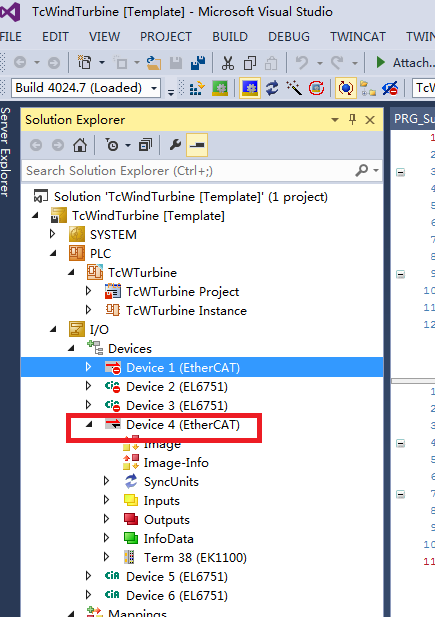 TcWindTurbine [Template] - Microsoft Visual Studio
FILE EDIT VIEW PROJECT BUILD DEBUG TWINCAT TWIN
Attach..
Build 4024.7 (Loaded) TcW
Server Explorer
Solution Explorer
PRG_Su
Search Solution Explorer (Ctrl+;)
Solution 'TcWindTurbine [Template]' (1 project)
TcWindTurbine [Template]
SYSTEM
PLC
TcWTurbine
TcWTurbine Project
TcWTurbine Instance
I/O
Devices
Device 1 (EtherCAT)
Device 2 (EL6751)
Device 3 (EL6751)
Device 4 (EtherCAT)
Image
Image-Info
SyncUnits
Inputs
Outputs
InfoData
Term 38 (EK1100)
Device 5 (EL6751)
Device 6 (EL6751)
Mappings
1
2
3
4
5
6
7
8
9
10
11
12
1
2
3
4
5
6
7
8
9
10
11